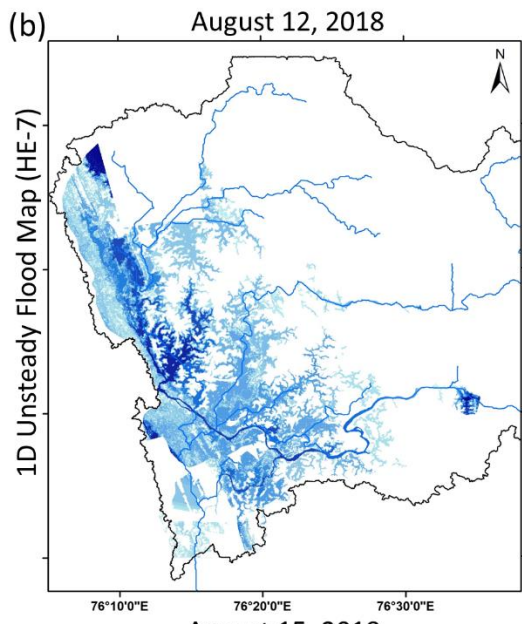 (b)
August 12, 2018
N
1D Unsteady Flood Map (HE-7)
76°10'0"E
76°20'0"E
76°30'0"E